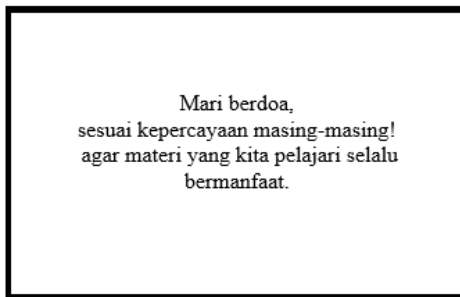 Mari berdoa,
sesuai kepercayaan masing-masing!
agar materi yang kita pelajari selalu
bermanfaat.